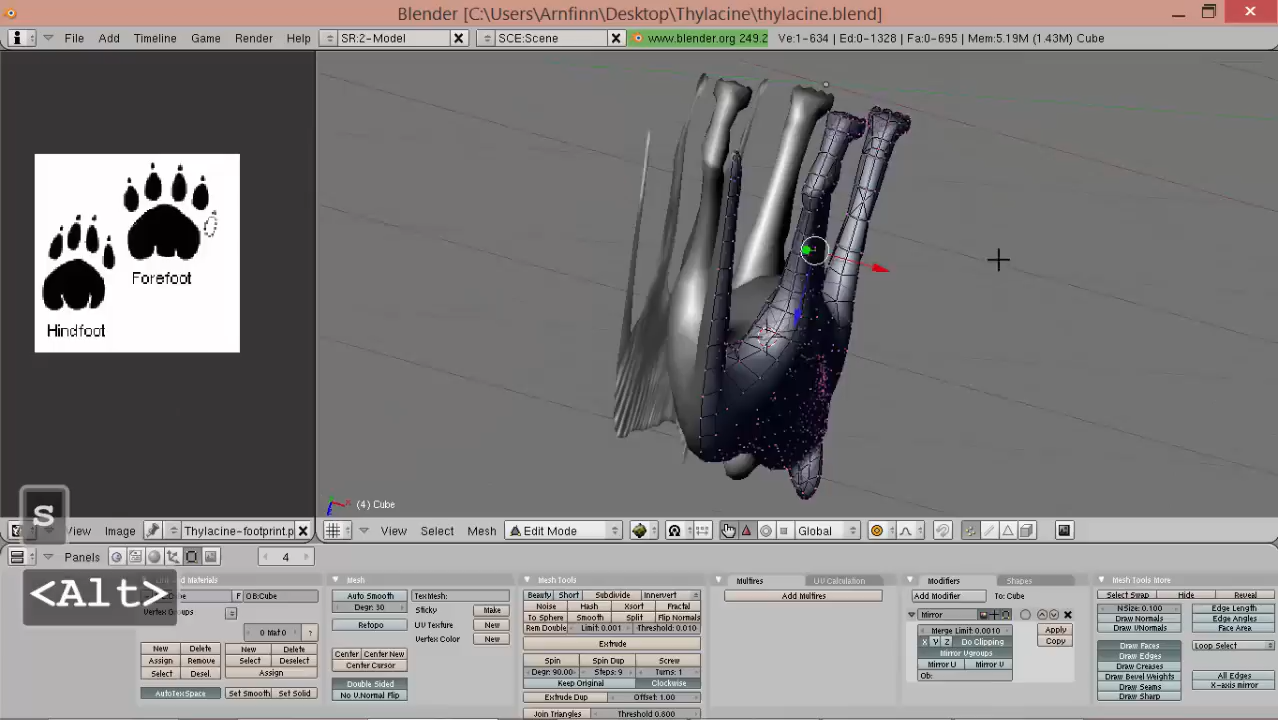 Blender [C:\Users\Arnfinn\Desktop\Thylacine\thylacine.blend]
File Add Timeline Game Render Help SR:2-Model SCE:Scene www.blender.org 249.2 Ve:1-634 | Ed:0-1328 | Fa:0-695 | Mem:5.19M (1.43M) Cube
Forefoot
Hindfoot
(4) Cube
S
View Image Thylacine-footprint.p View Select Mesh Edit Mode Global
Panels 4
<Alt>
Mesh Mesh Tools Multires UV Calculation Modifiers Shapes Mesh Tools More
F OB:Cube Auto Smooth TexMesh: Beauty Short Subdivide Innervert Add Multires Add Modifier To: Cube Select Swap Hide Reveal
Vertex Groups Degr: 30 Sticky Make Noise Hash Xsort Fractal Mirror NSize: 0.100 Edge Length
To Sphere Smooth Split Flip Normals Draw Normals Edge Angles
Retopo UV Texture New Rem Double Limit: 0.001 Threshold: 0.010 Merge Limit: 0.0010 Apply Draw VNormals Face Area
0 Mat 0 ? Vertex Color New Extrude X Y Z Do Clipping Copy Draw Faces Loop Select
New Delete New Delete Center Center New Spin Spin Dup Screw Mirror Vgroups Draw Edges
Assign Remove Select Deselect Center Cursor Degr: 90.00 Steps: 9 Turns: 1 Mirror U Mirror V Draw Creases
Select Desel. Assign Double Sided Keep Original Clockwise Ob: Draw Bevel Weights All Edges
AutoTexSpace Set Smooth Set Solid No V.Normal Flip Extrude Dup Offset: 1.00 Draw Seams X-axis mirror
Join Triangles Threshold 0.800 Draw Sharp